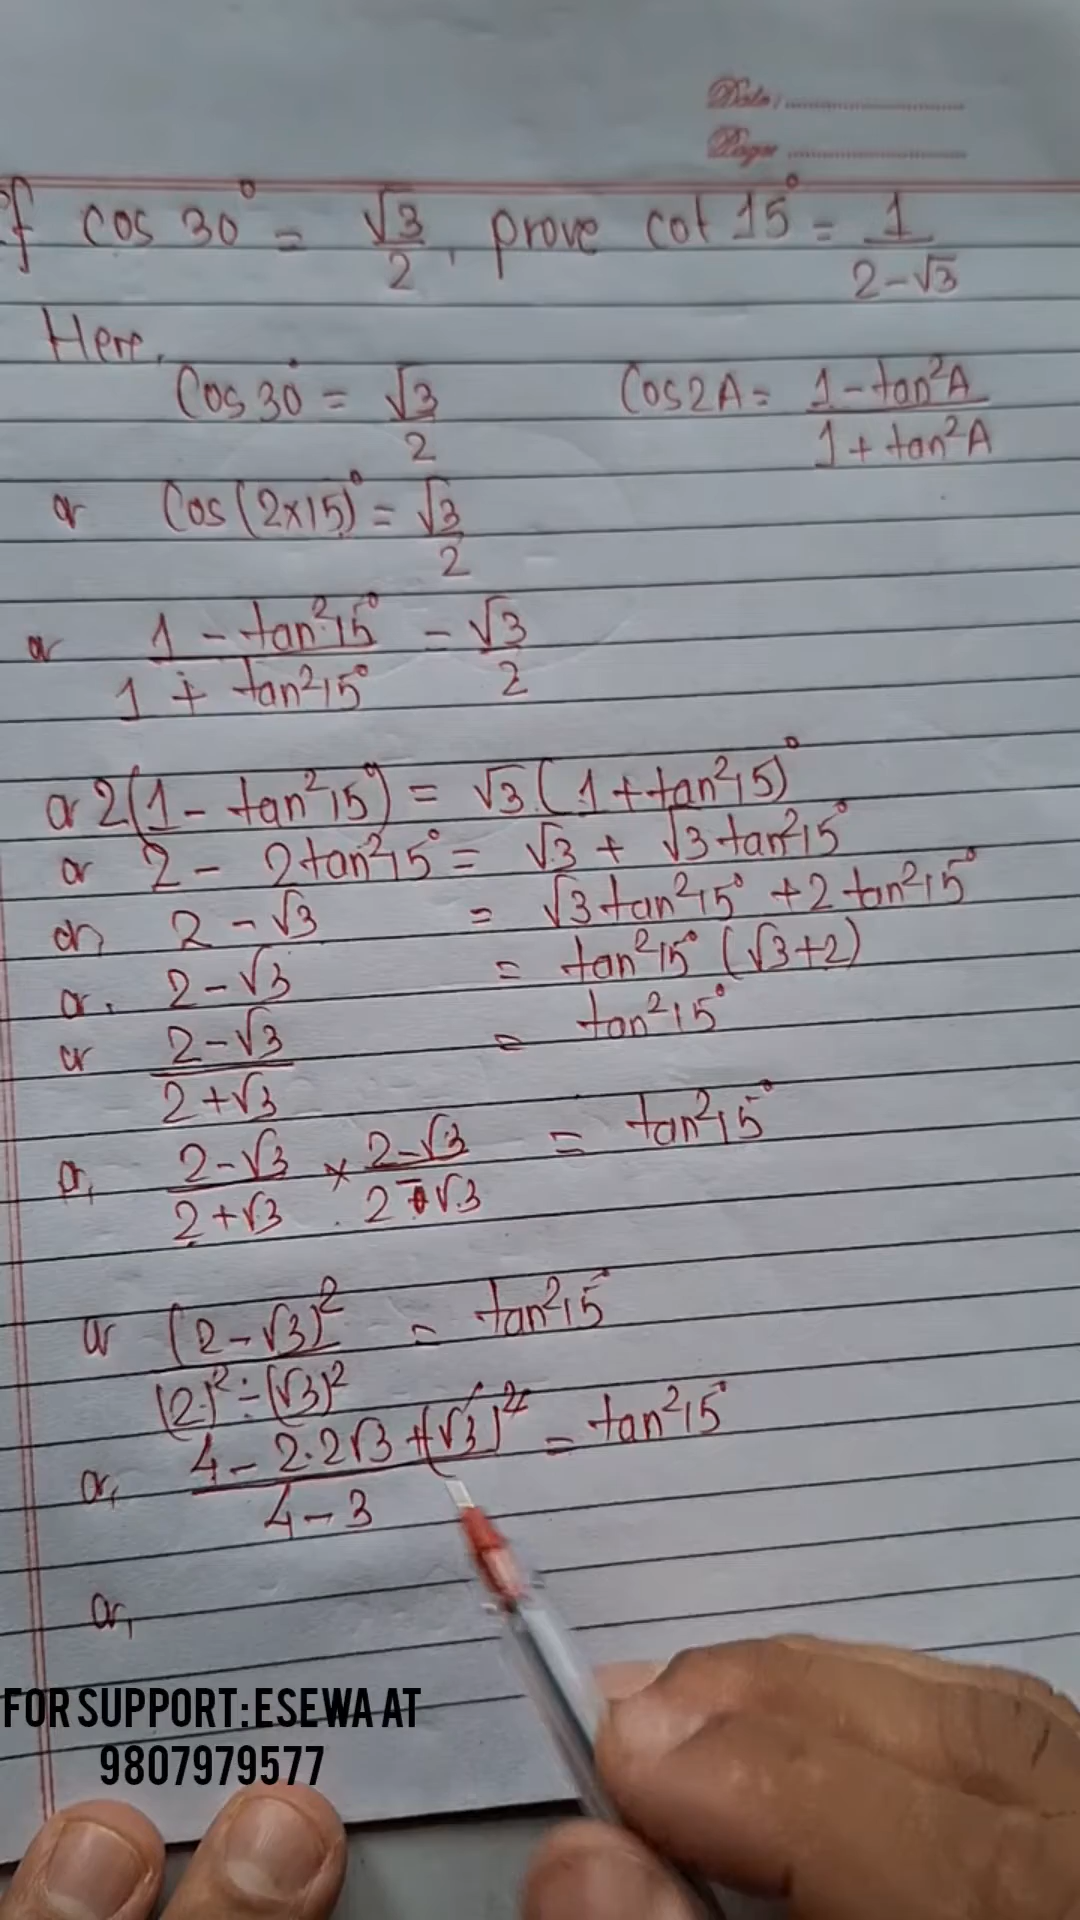 Date:
Page
If cos 30° = √3/2, prove cot 15° = 1/(2-√3)
Here,
Cos 30° = √3/2 Cos2A = (1-tan²A)/(1+tan²A)
or Cos(2×15)° = √3/2
or (1 - tan²15°)/(1 + tan²15°) = √3/2
or 2(1 - tan²15°) = √3(1+tan²15)°
or 2 - 2tan²15° = √3 + √3 tan²15°
or, 2 - √3 = √3tan²15° + 2tan²15°
or, 2-√3 = tan²15° (√3+2)
or (2-√3)/(2+√3) = tan²15°
or, (2-√3)/(2+√3) × (2-√3)/(2-√3) = tan²15°
or (2-√3)²/((2)²-(√3)²) = tan²15°
or, (4-2·2√3+(√3)²)/(4-3) = tan²15°
or,
FOR SUPPORT:ESEWA AT
9807979577